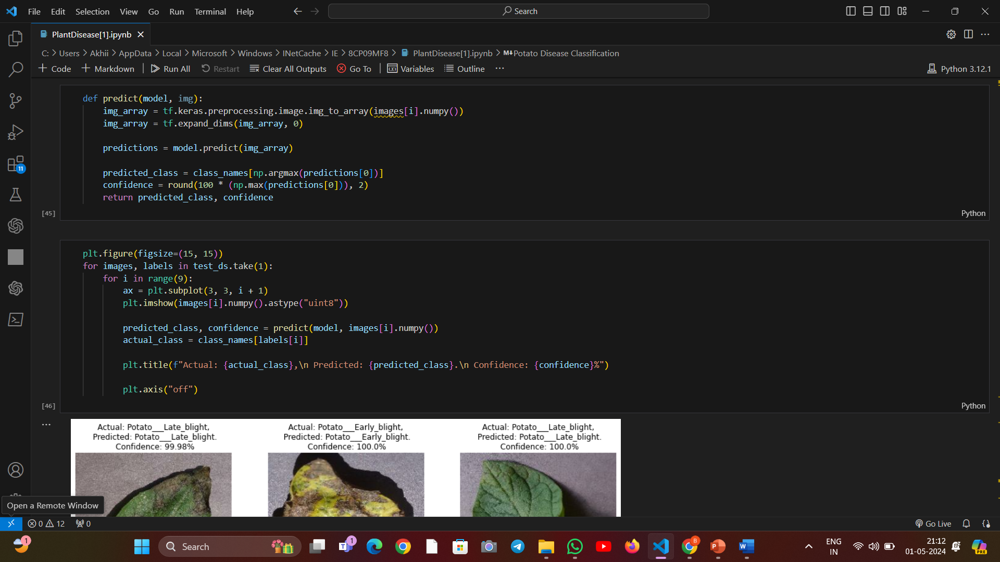 File Edit Selection View Go Run Terminal Help
Search
PlantDisease[1].ipynb
C: > Users > Akhii > AppData > Local > Microsoft > Windows > INetCache > IE > 8CP09MF8 > PlantDisease[1].ipynb > M↓Potato Disease Classification
+ Code + Markdown | Run All Restart Clear All Outputs Go To | Variables Outline ...
Python 3.12.1
def predict(model, img):
    img_array = tf.keras.preprocessing.image.img_to_array(images[i].numpy())
    img_array = tf.expand_dims(img_array, 0)
    predictions = model.predict(img_array)
    predicted_class = class_names[np.argmax(predictions[0])]
    confidence = round(100 * (np.max(predictions[0])), 2)
    return predicted_class, confidence
[45]
Python
plt.figure(figsize=(15, 15))
for images, labels in test_ds.take(1):
    for i in range(9):
        ax = plt.subplot(3, 3, i + 1)
        plt.imshow(images[i].numpy().astype("uint8"))
        predicted_class, confidence = predict(model, images[i].numpy())
        actual_class = class_names[labels[i]]
        plt.title(f"Actual: {actual_class},\n Predicted: {predicted_class}.\n Confidence: {confidence}%")
        plt.axis("off")
[46]
Python
...
Actual: Potato___Late_blight,
Predicted: Potato___Late_blight.
Confidence: 99.98%
Actual: Potato___Early_blight,
Predicted: Potato___Early_blight.
Confidence: 100.0%
Actual: Potato___Late_blight,
Predicted: Potato___Late_blight.
Confidence: 100.0%
11
Open a Remote Window
0 12 0
Go Live
1
Search
1
B
P
W
ENG
IN
21:12
01-05-2024
PRE